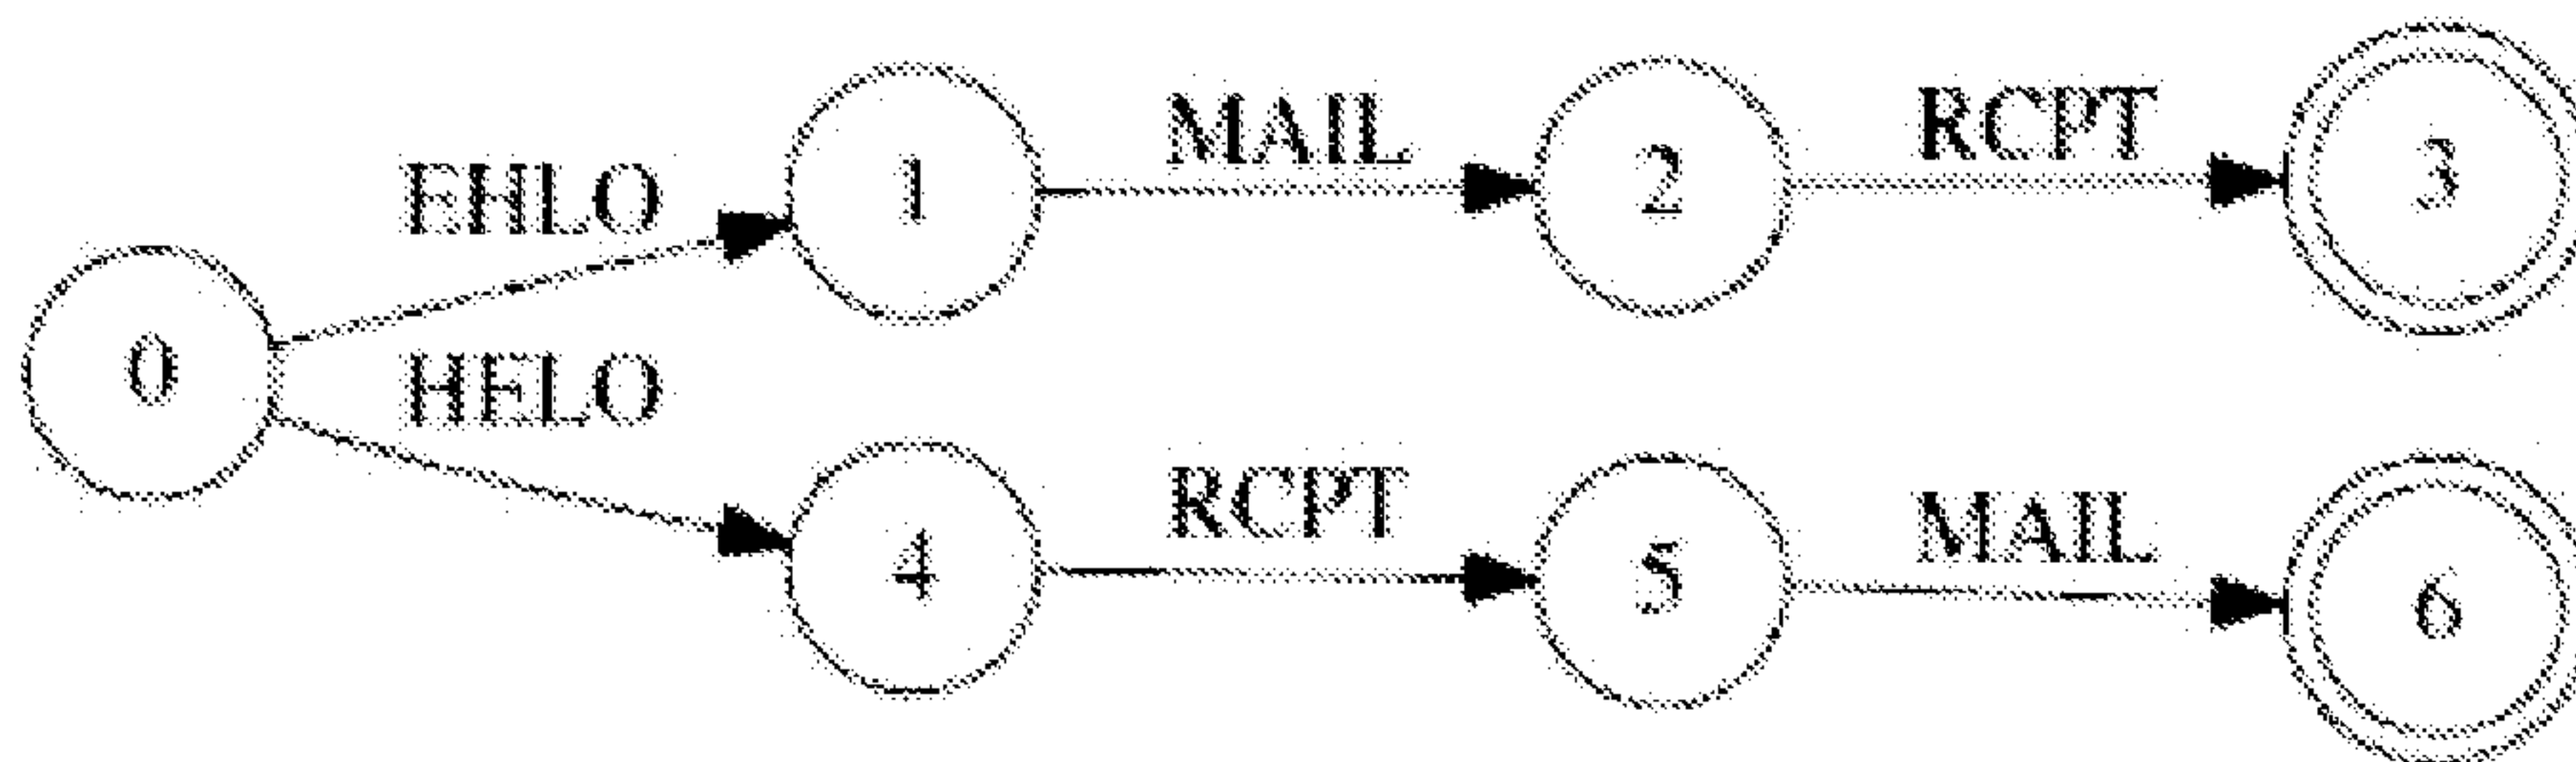 MAIL RCPT
EHLO 1 2 3
0
HELO
RCPT MAIL
4 5 6